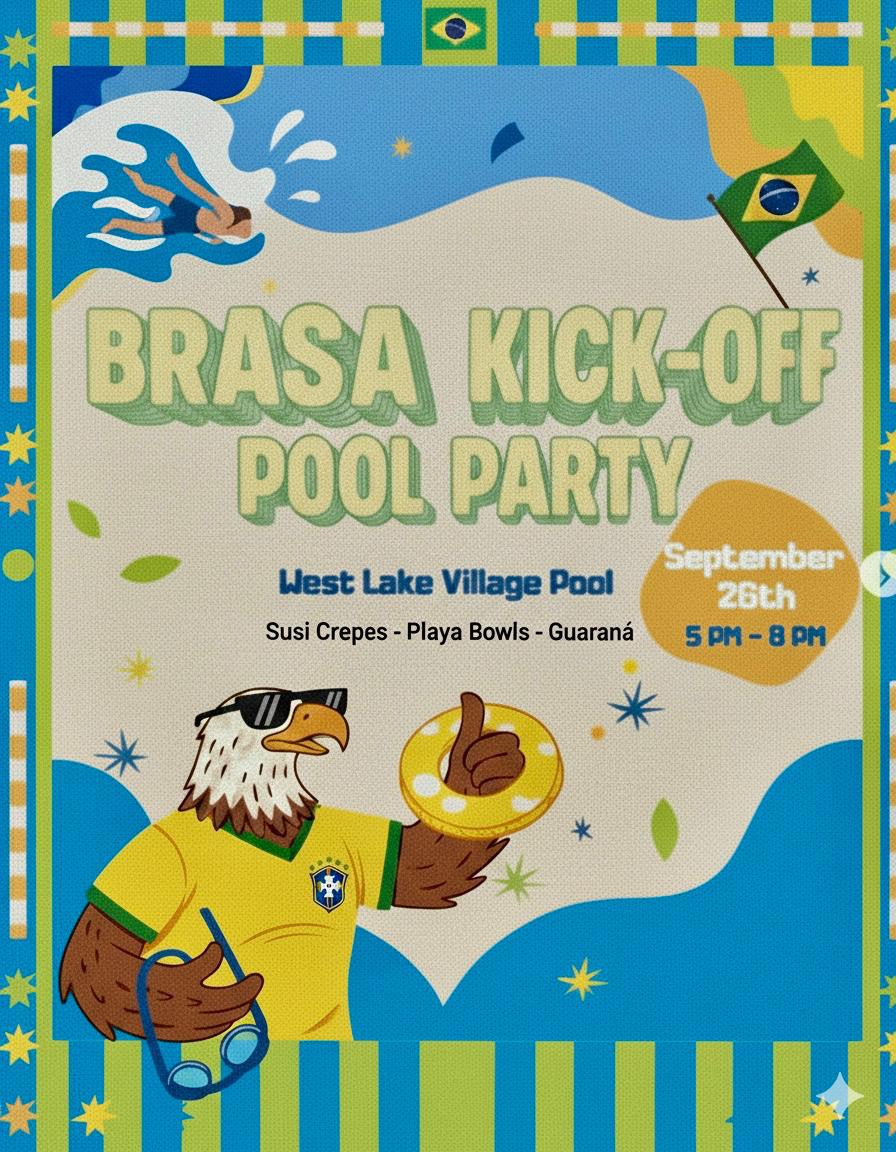 BRASA KICK-OFF
POOL PARTY
West Lake Village Pool
Susi Crepes - Playa Bowls - Guaraná
September
26th
5 PM – 8 PM